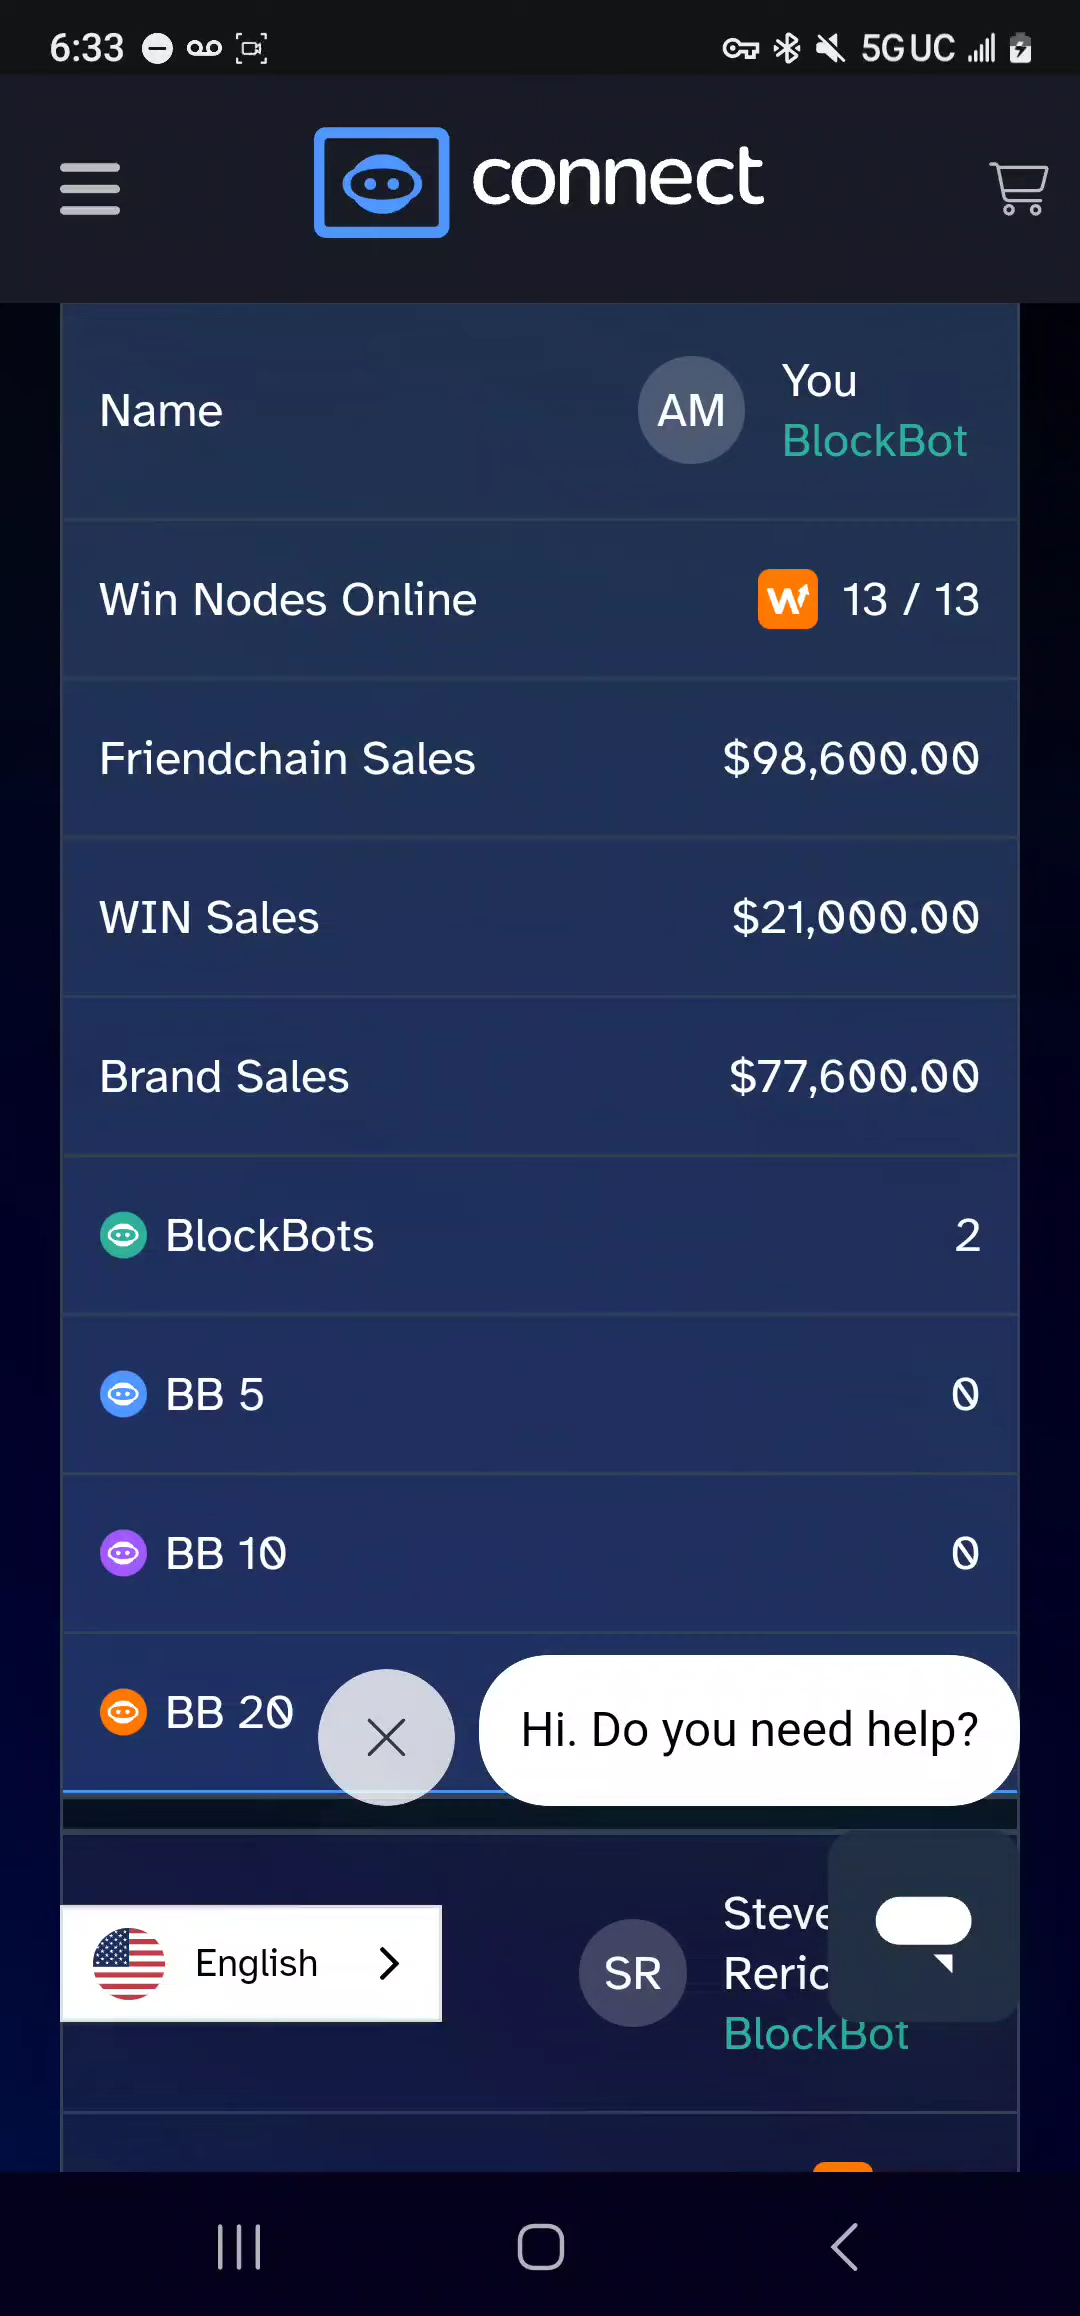 6:33
5G UC
connect
Name
AM
You
BlockBot
Win Nodes Online
W 13 / 13
Friendchain Sales
$98,600.00
WIN Sales
$21,000.00
Brand Sales
$77,600.00
BlockBots
2
BB 5
0
BB 10
0
BB 20
Hi. Do you need help?
English
SR
BlockBot